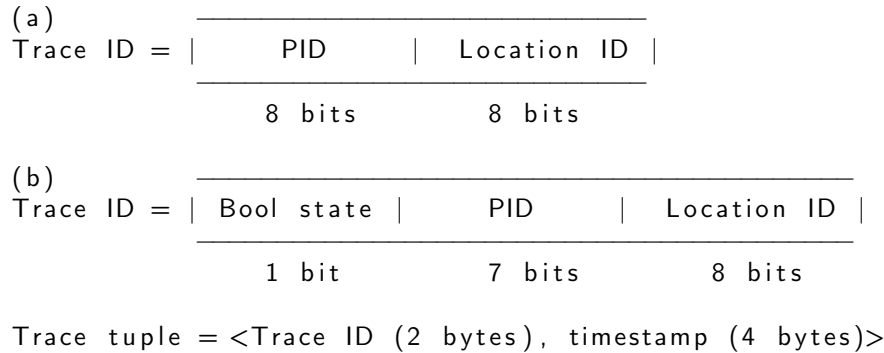 (a)
Trace ID = | PID | Location ID |
8 bits 8 bits
(b)
Trace ID = | Bool state | PID | Location ID |
1 bit 7 bits 8 bits
Trace tuple = <Trace ID (2 bytes), timestamp (4 bytes)>